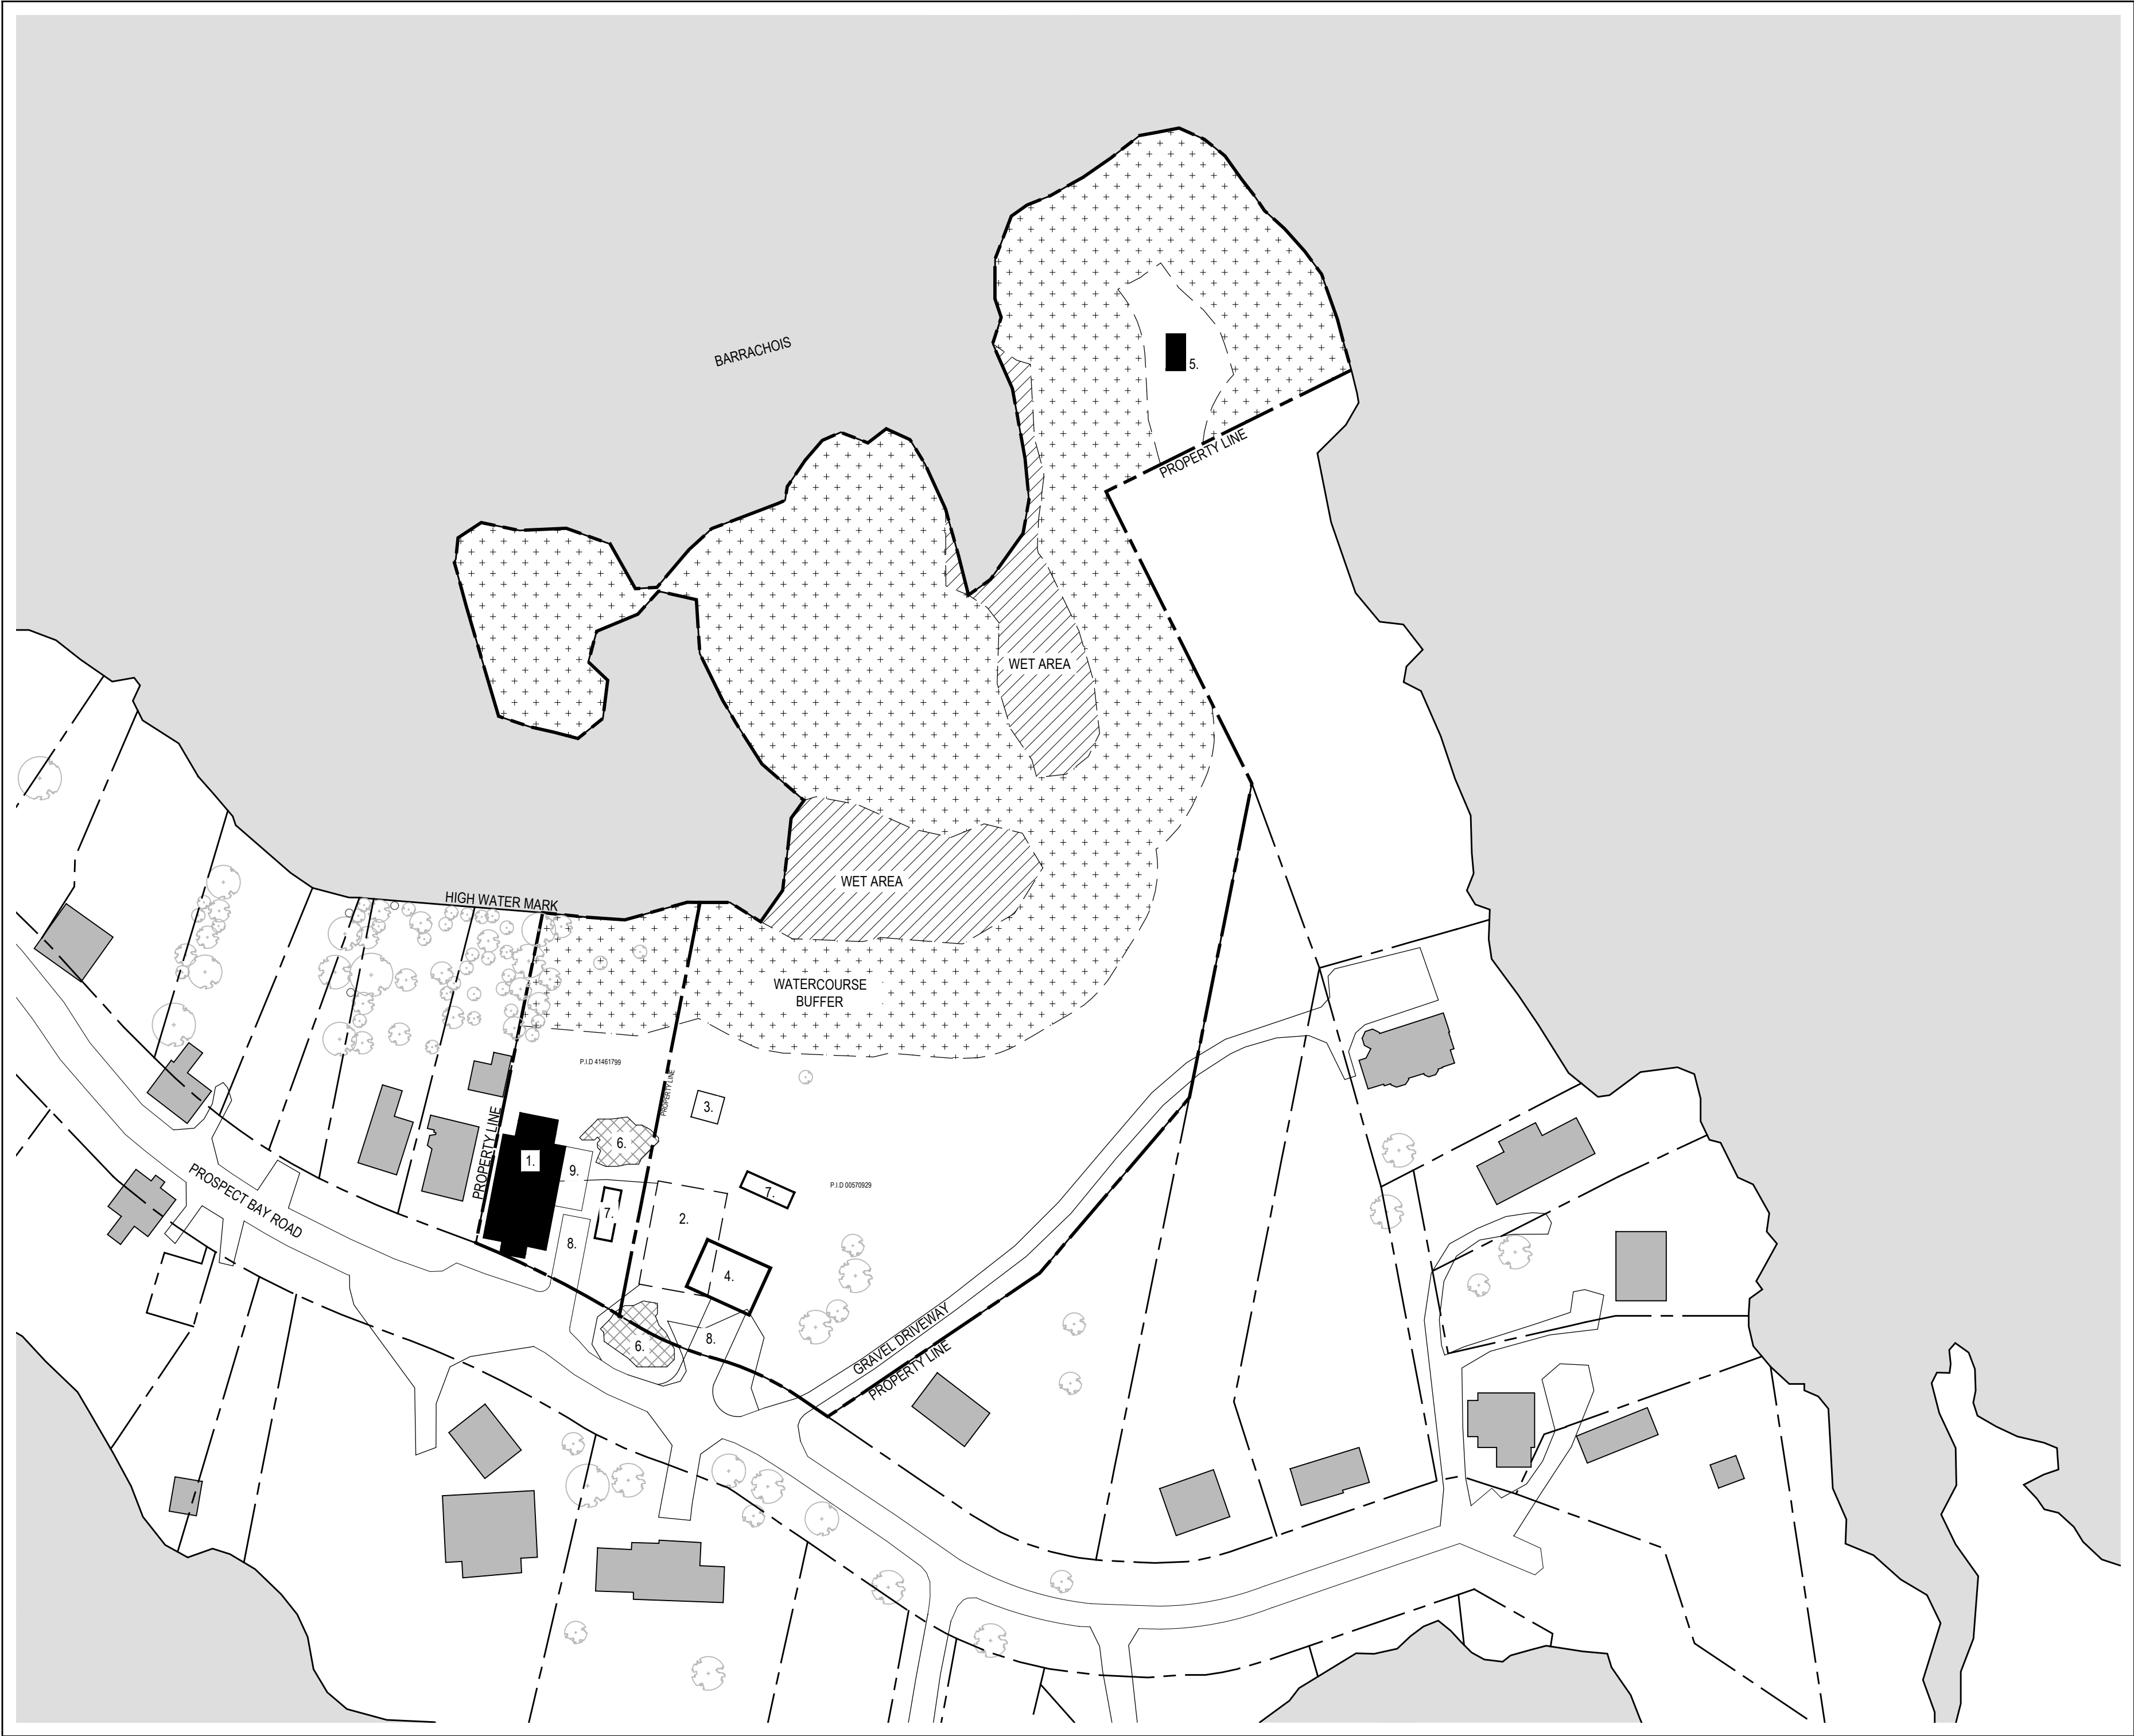 BARRACHOIS
5.
PROPERTY LINE
WET AREA
WET AREA
HIGH WATER MARK
WATERCOURSE
BUFFER
P.I.D 41461799
PROPERTY LINE
3.
PROPERTY LINE
6.
1.
9.
7.
P.I.D 00570929
PROSPECT BAY ROAD
7.
2.
8.
4.
8.
6.
GRAVEL DRIVEWAY
PROPERTY LINE